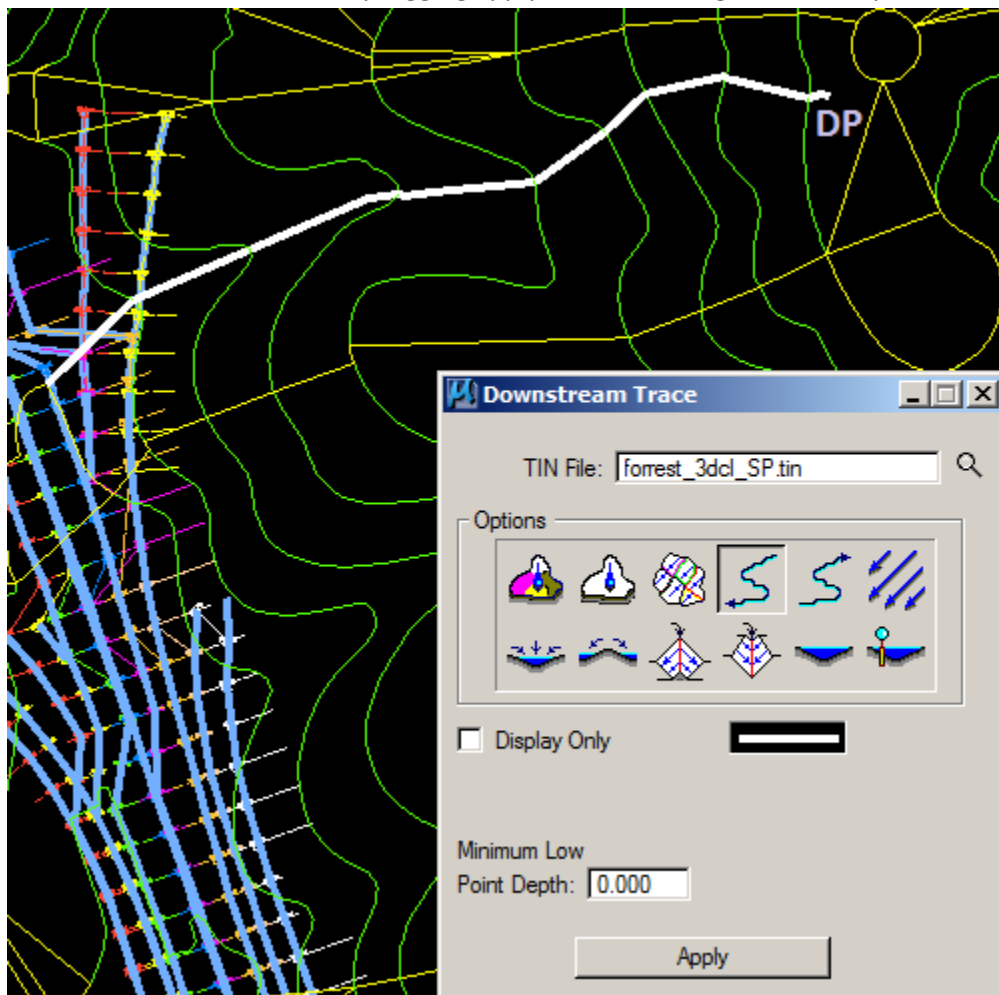 DP
Downstream Trace
TIN File: forrest_3dcl_SP.tin
Options
Display Only
Minimum Low
Point Depth: 0.000
Apply